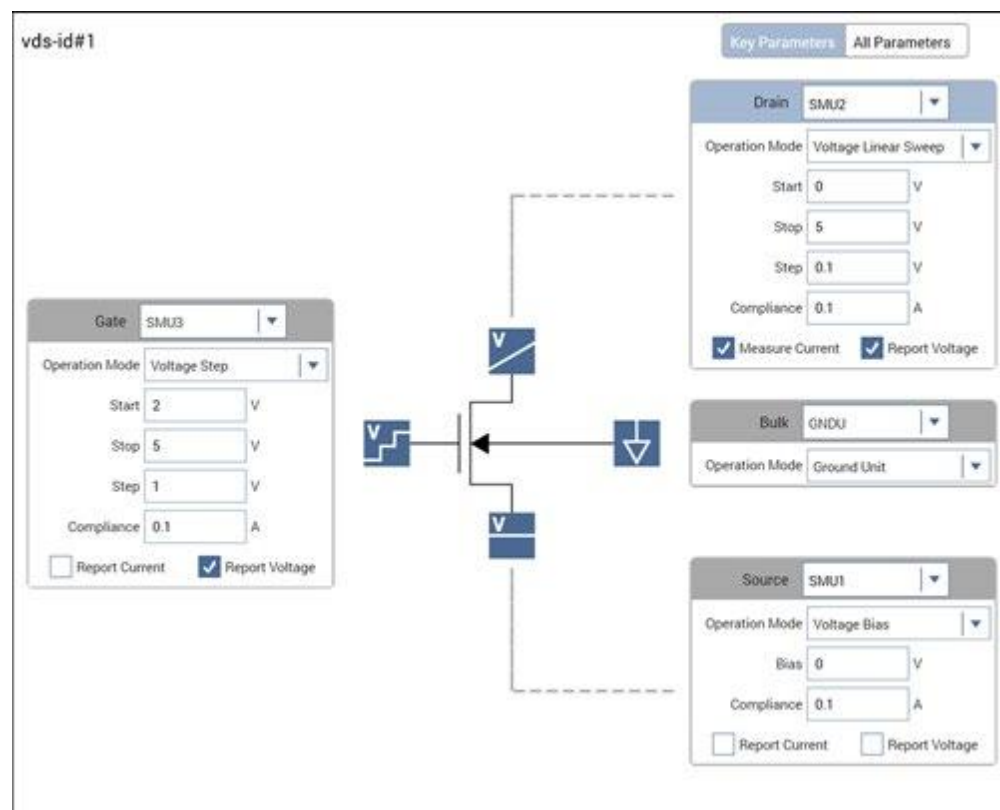 vds-id#1
Key Parameters All Parameters
Drain SMU2
Operation Mode Voltage Linear Sweep
Start 0 V
Stop 5 V
Step 0.1 V
Compliance 0.1 A
Measure Current Report Voltage
Gate SMU3
Operation Mode Voltage Step
Start 2 V
Stop 5 V
Step 1 V
Compliance 0.1 A
Report Current Report Voltage
V
V
V
Bulk GNDU
Operation Mode Ground Unit
Source SMU1
Operation Mode Voltage Bias
Bias 0 V
Compliance 0.1 A
Report Current Report Voltage